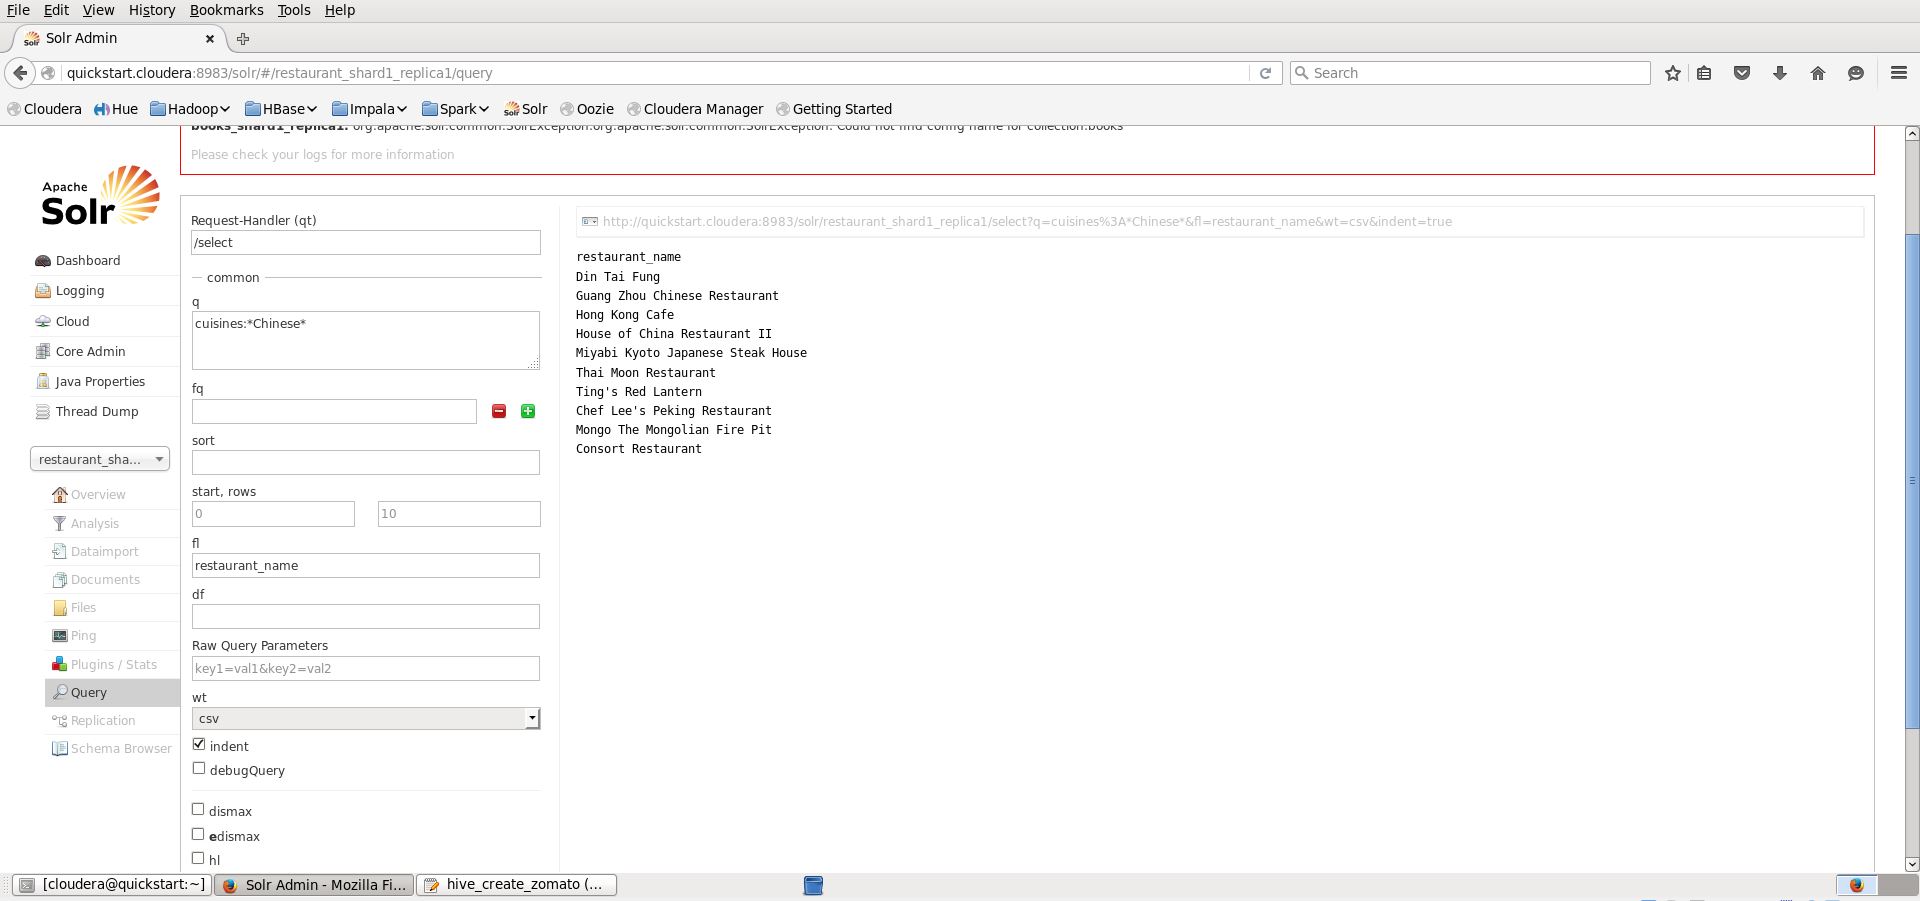 File Edit View History Bookmarks Tools Help
Solr Admin
quickstart.cloudera:8983/solr/#/restaurant_shard1_replica1/query
Search
Cloudera Hue Hadoop HBase Impala Spark Solr Oozie Cloudera Manager Getting Started
books_shard1_replica1: org.apache.solr.common.SolrException:org.apache.solr.common.SolrException: Could not find config name for collection:books
Please check your logs for more information
Apache
Solr
Dashboard
Logging
Cloud
Core Admin
Java Properties
Thread Dump
restaurant_sha...
Overview
Analysis
Dataimport
Documents
Files
Ping
Plugins / Stats
Query
Replication
Schema Browser
Request-Handler (qt)
/select
common
q
cuisines:*Chinese*
fq
sort
start, rows
0 10
fl
restaurant_name
df
Raw Query Parameters
key1=val1&key2=val2
wt
csv
indent
debugQuery
dismax
edismax
hl
http://quickstart.cloudera:8983/solr/restaurant_shard1_replica1/select?q=cuisines%3A*Chinese*&fl=restaurant_name&wt=csv&indent=true
restaurant_name
Din Tai Fung
Guang Zhou Chinese Restaurant
Hong Kong Cafe
House of China Restaurant II
Miyabi Kyoto Japanese Steak House
Thai Moon Restaurant
Ting's Red Lantern
Chef Lee's Peking Restaurant
Mongo The Mongolian Fire Pit
Consort Restaurant
[cloudera@quickstart:~] Solr Admin - Mozilla Fi... hive_create_zomato (...